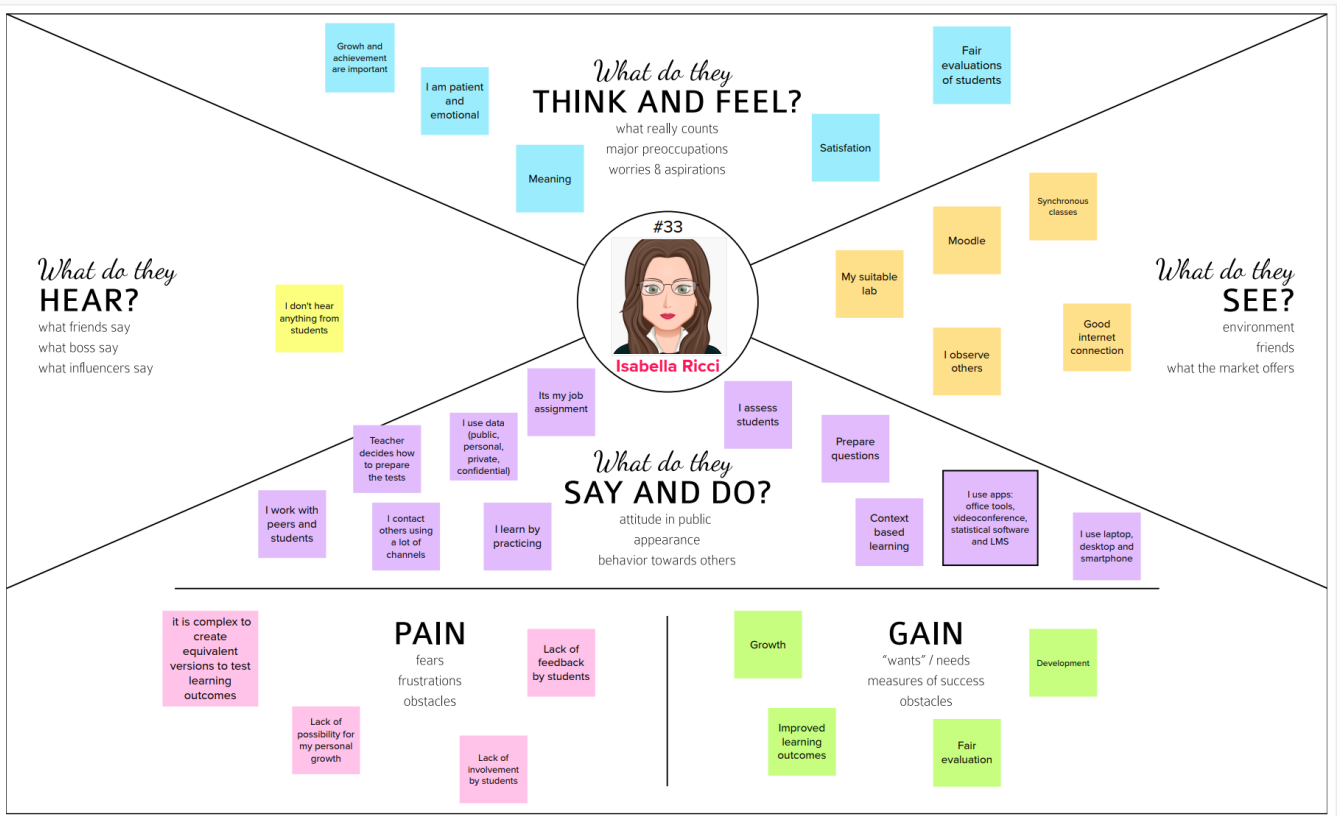 Growh and
achievement
are important
I am patient
and
emotional
Meaning
What do they
THINK AND FEEL?
what really counts
major preoccupations
worries & aspirations
Satisfation
Fair
evaluations
of students
What do they
HEAR?
what friends say
what boss say
what influencers say
I don't hear
anything from
students
#33
Isabella Ricci
My suitable
lab
Moodle
Synchronous
classes
I observe
others
Good
internet
connection
What do they
SEE?
environment
friends
what the market offers
I work with
peers and
students
Teacher
decides how
to prepare
the tests
I contact
others using
a lot of
channels
I use data
(public,
personal,
private,
confidential)
I learn by
practicing
Its my job
assignment
What do they
SAY AND DO?
attitude in public
appearance
behavior towards others
I assess
students
Prepare
questions
Context
based
learning
I use apps:
office tools,
videoconference,
statistical software
and LMS
I use laptop,
desktop and
smartphone
it is complex to
create
equivalent
versions to test
learning
outcomes
Lack of
possibility for
my personal
growth
PAIN
fears
frustrations
obstacles
Lack of
feedback
by students
Lack of
involvement
by students
Growth
Improved
learning
outcomes
GAIN
“wants” / needs
measures of success
obstacles
Fair
evaluation
Development